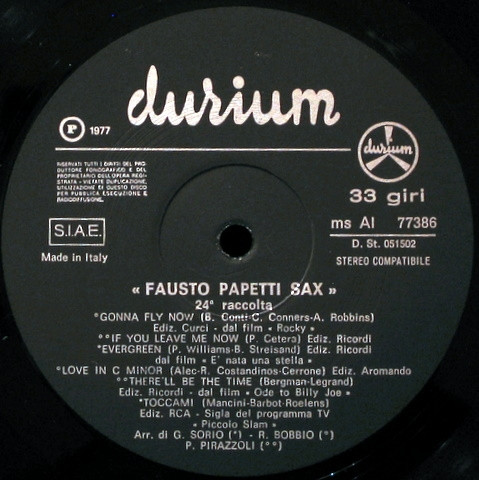 durium
P 1977
RISERVATI TUTTI I DIRITTI DEL PRO-
DUTTORE FONOGRAFICO E DEL
PROPRIETARIO DELL'OPERA REGI-
STRATA - VIETATE DUPLICAZIONE,
UTILIZZAZIONE DI QUESTO DISCO
PER PUBBLICA ESECUZIONE E
RADIODIFFUSIONE.
durium
33 giri
ms AI 77386
D. St. 051502
STEREO COMPATIBILE
S.I.A.E.
Made in Italy
« FAUSTO PAPETTI SAX »
24ª raccolta
°GONNA FLY NOW (B. Conti-C. Conners-A. Robbins)
Ediz. Curci - dal film « Rocky »
°°IF YOU LEAVE ME NOW (P. Cetera) Ediz. Ricordi
°EVERGREEN (P. Williams-B. Streisand) Ediz. Ricordi
dal film « E' nata una stella »
°LOVE IN C MINOR (Alec-R. Costandinos-Cerrone) Ediz. Aromando
°°THERE'LL BE THE TIME (Bergman-Legrand)
Ediz. Ricordi - dal film « Ode to Billy Joe »
°TOCCAMI (Mancini-Barbot-Roelens)
Ediz. RCA - Sigla del programma TV
« Piccolo Slam »
Arr. di G. SORIO (°) - R. BOBBIO (°)
P. PIRAZZOLI (°°)